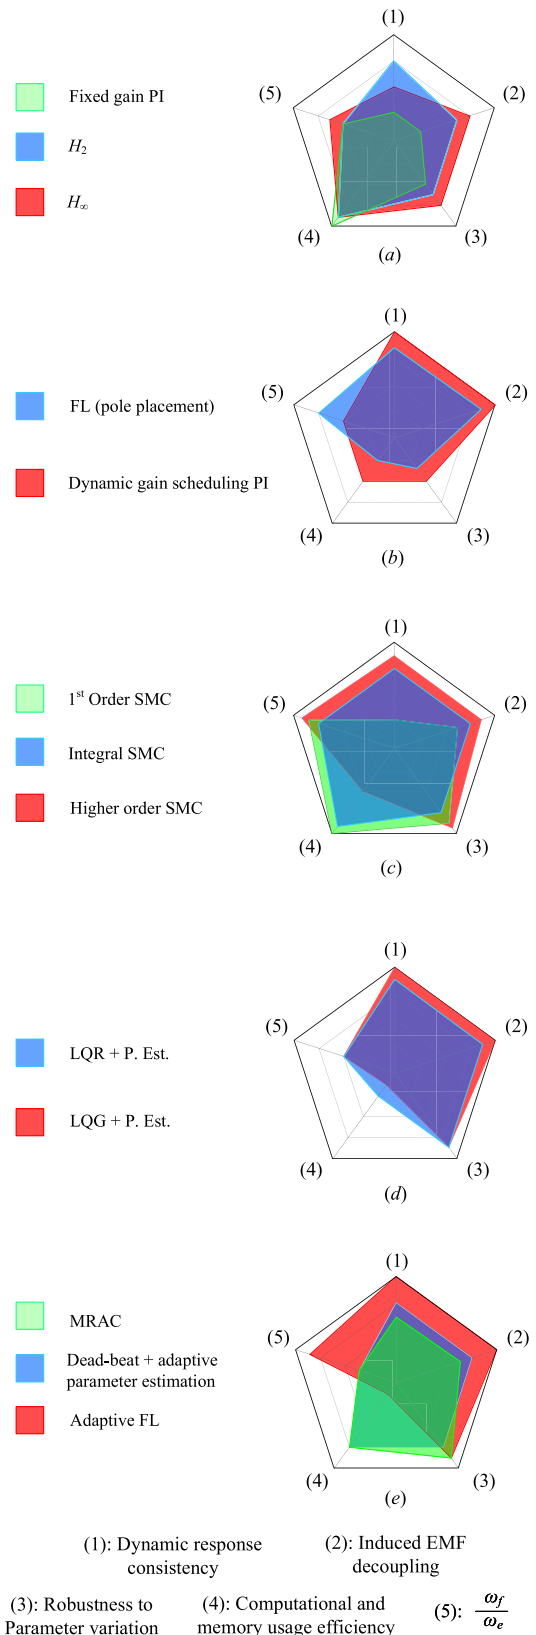 (1)
(5)
(2)
Fixed gain PI
H2
H∞
(4)
(3)
(a)
(1)
(5)
(2)
FL (pole placement)
Dynamic gain scheduling PI
(4)
(3)
(b)
(1)
(5)
(2)
1st Order SMC
Integral SMC
Higher order SMC
(4)
(3)
(c)
(1)
(5)
(2)
LQR + P. Est.
LQG + P. Est.
(4)
(3)
(d)
(1)
(5)
(2)
MRAC
Dead-beat + adaptive
parameter estimation
Adaptive FL
(4)
(3)
(e)
(1): Dynamic response
consistency
(2): Induced EMF
decoupling
(3): Robustness to
Parameter variation
(4): Computational and
memory usage efficiency
(5): ωf
ωe